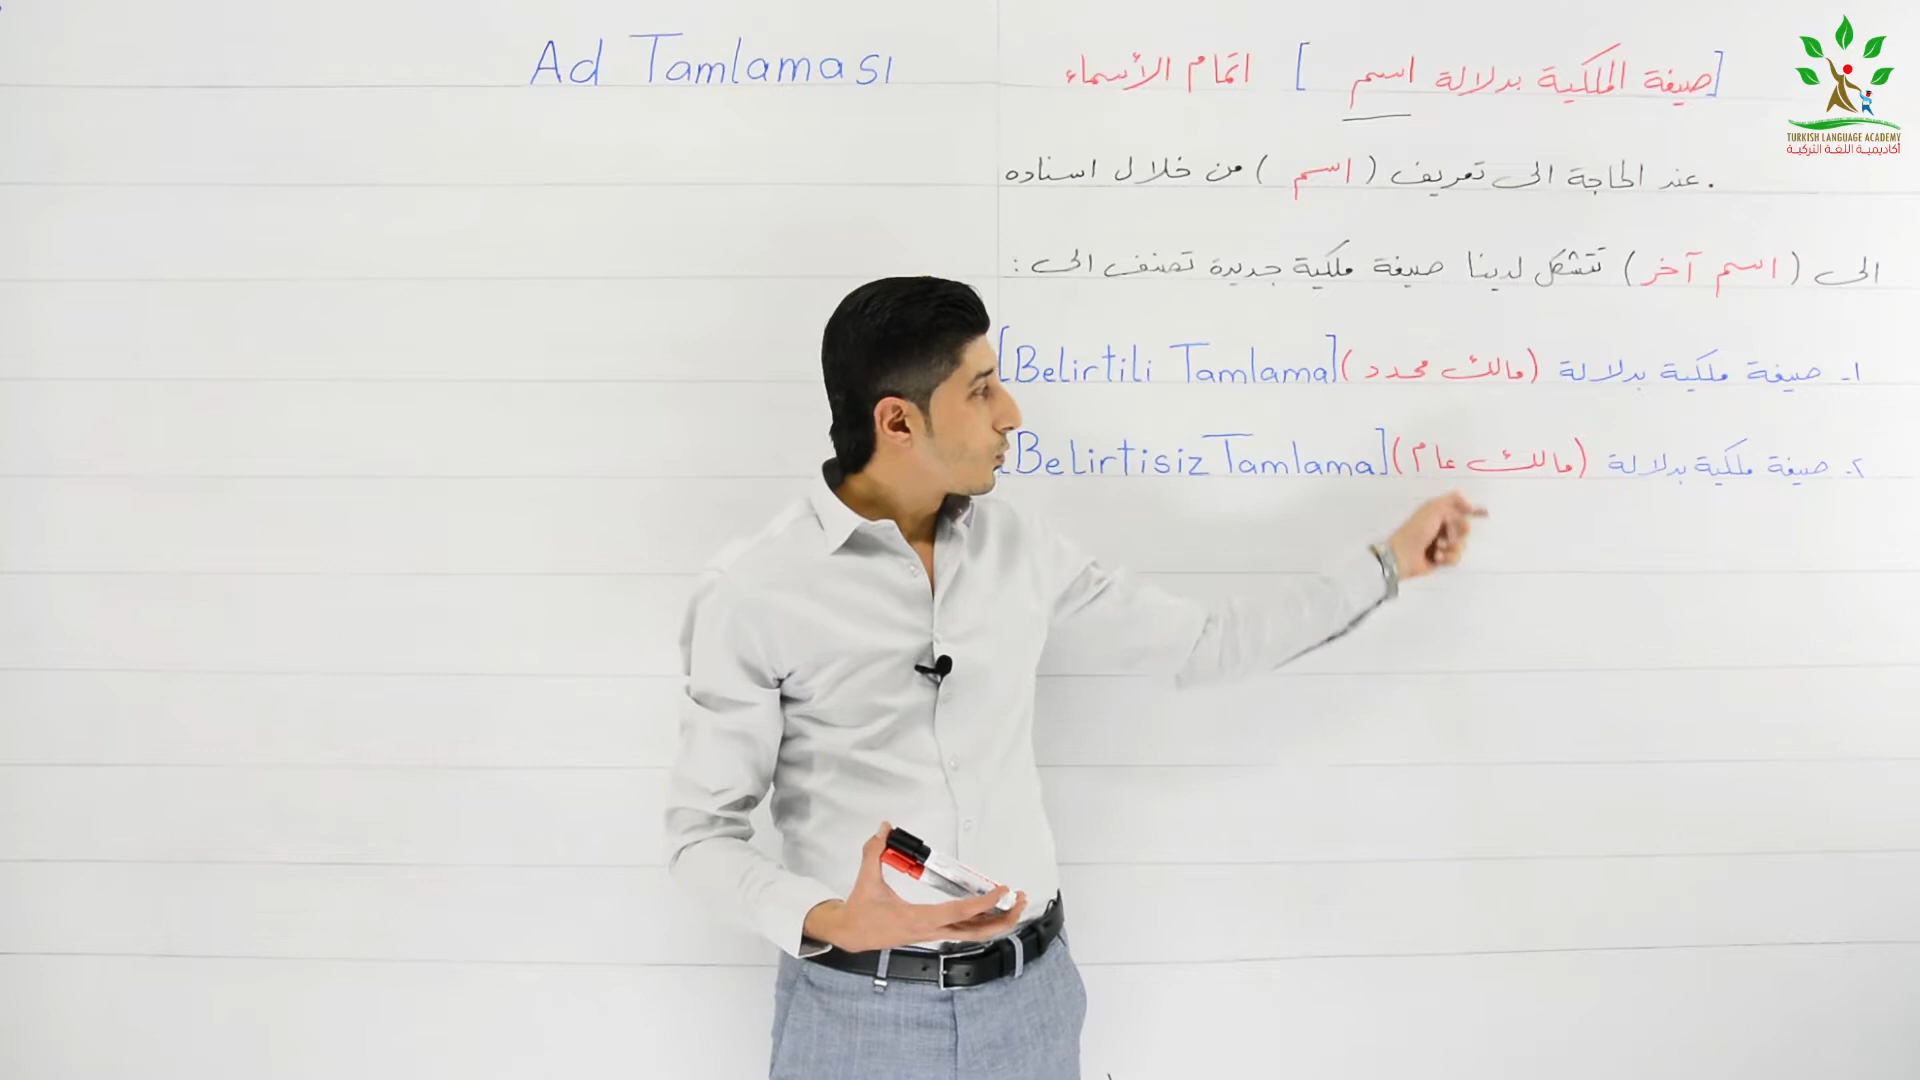 Ad Tamlaması اتمام الأسماء [صيغة الملكية بدلالة اسم]
. عند الحاجة الى تعريف (اسم) من خلال اسناده
الى (اسم آخر) تتشكل لدينا صيغة ملكية جديدة تصنف الى :
١- صيغة ملكية بدلالة (مالك محدد) [Belirtili Tamlama]
٢- صيغة ملكية بدلالة (مالك عام) [Belirtisiz Tamlama]
TURKISH LANGUAGE ACADEMY
أكاديمية اللغة التركية